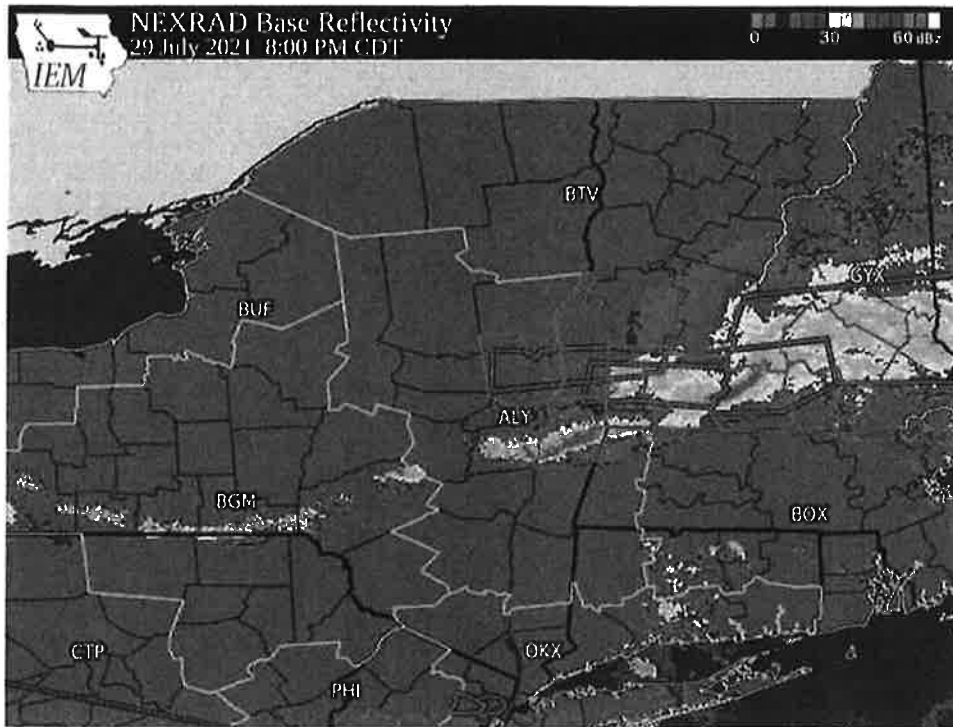 NEXRAD Base Reflectivity
29 July 2021 8:00 PM CDT
IEM
0 30 60 dBz
BTV
GYX
BUF
ALY
BGM
BOX
CTP
OKX
PHI